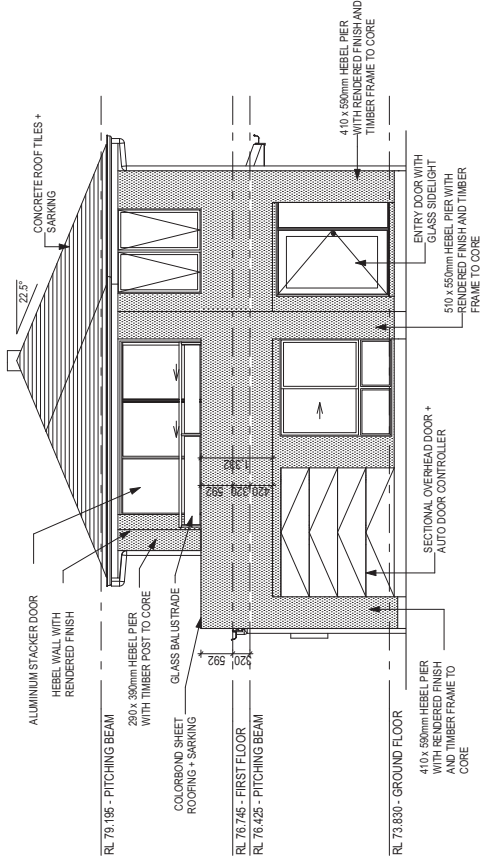 ALUMINIUM STACKER DOOR
HEBEL WALL WITH
RENDERED FINISH
290 x 390mm HEBEL PIER
WITH TIMBER POST TO CORE
GLASS BALUSTRADE
COLORBOND SHEET
ROOFING + SARKING
22.5°
CONCRETE ROOF TILES +
SARKING
RL 79.195 - PITCHING BEAM
RL 76.745 - FIRST FLOOR
RL 76.425 - PITCHING BEAM
RL 73.830 - GROUND FLOOR
592
320
592
320
420
1,332
410 x 590mm HEBEL PIER
WITH RENDERED FINISH
AND TIMBER FRAME TO
CORE
SECTIONAL OVERHEAD DOOR +
AUTO DOOR CONTROLLER
510 x 550mm HEBEL PIER WITH
RENDERED FINISH AND TIMBER
FRAME TO CORE
ENTRY DOOR WITH
GLASS SIDELIGHT
410 x 590mm HEBEL PIER
WITH RENDERED FINISH AND
TIMBER FRAME TO CORE